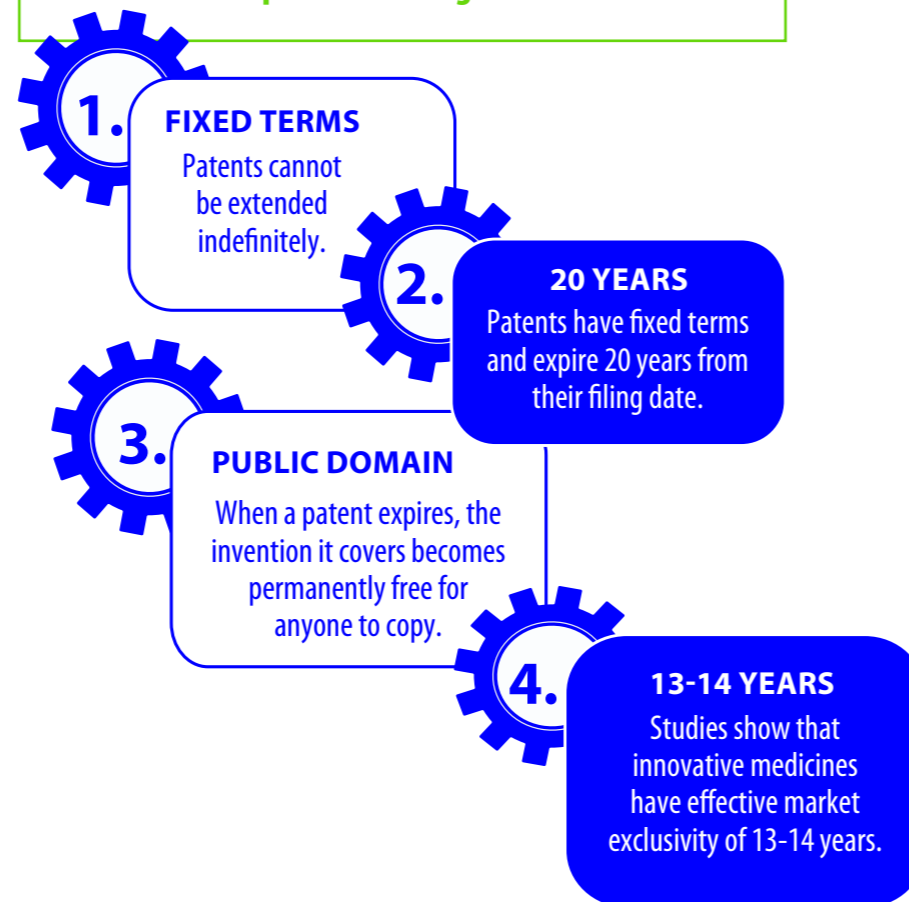 1.
FIXED TERMS
Patents cannot
be extended
indefinitely.
2.
20 YEARS
Patents have fixed terms
and expire 20 years from
their filing date.
3.
PUBLIC DOMAIN
When a patent expires, the
invention it covers becomes
permanently free for
anyone to copy.
4.
13-14 YEARS
Studies show that
innovative medicines
have effective market
exclusivity of 13-14 years.